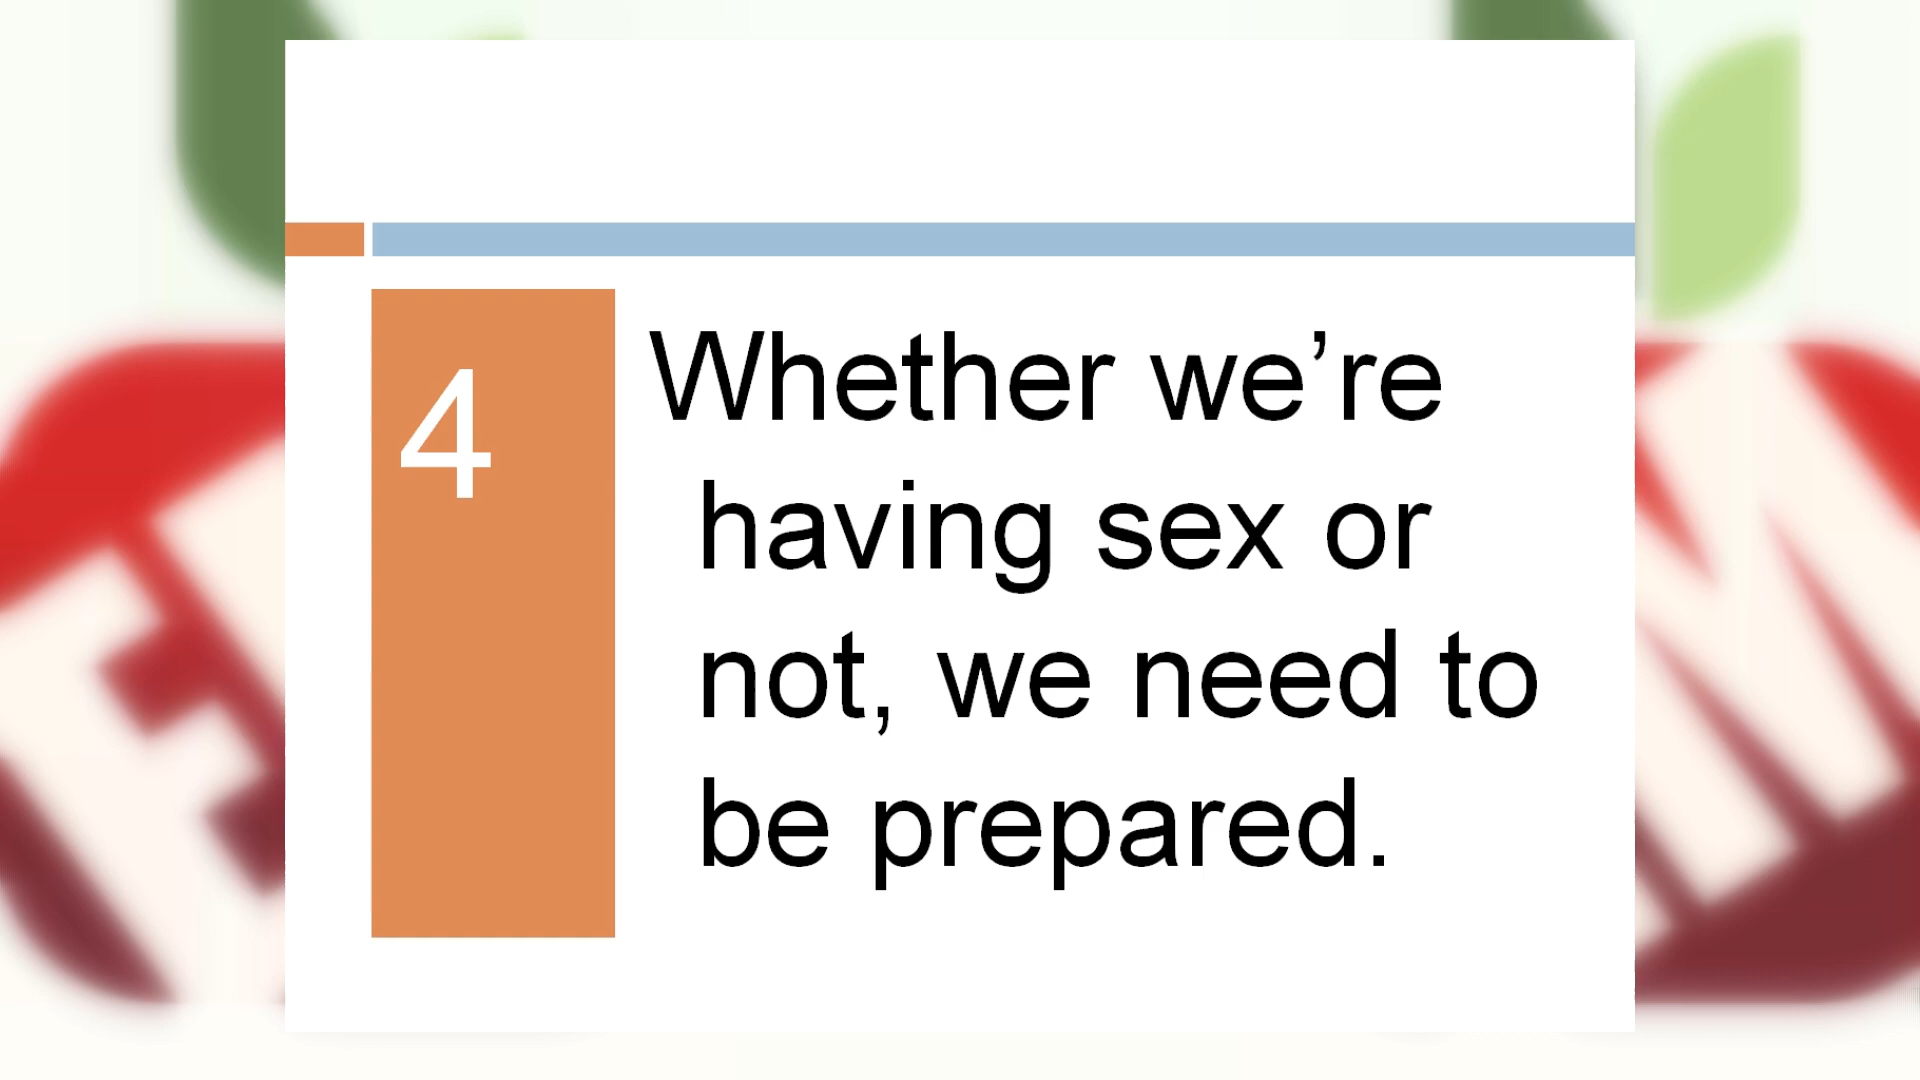 4
Whether we’re
having sex or
not, we need to
be prepared.